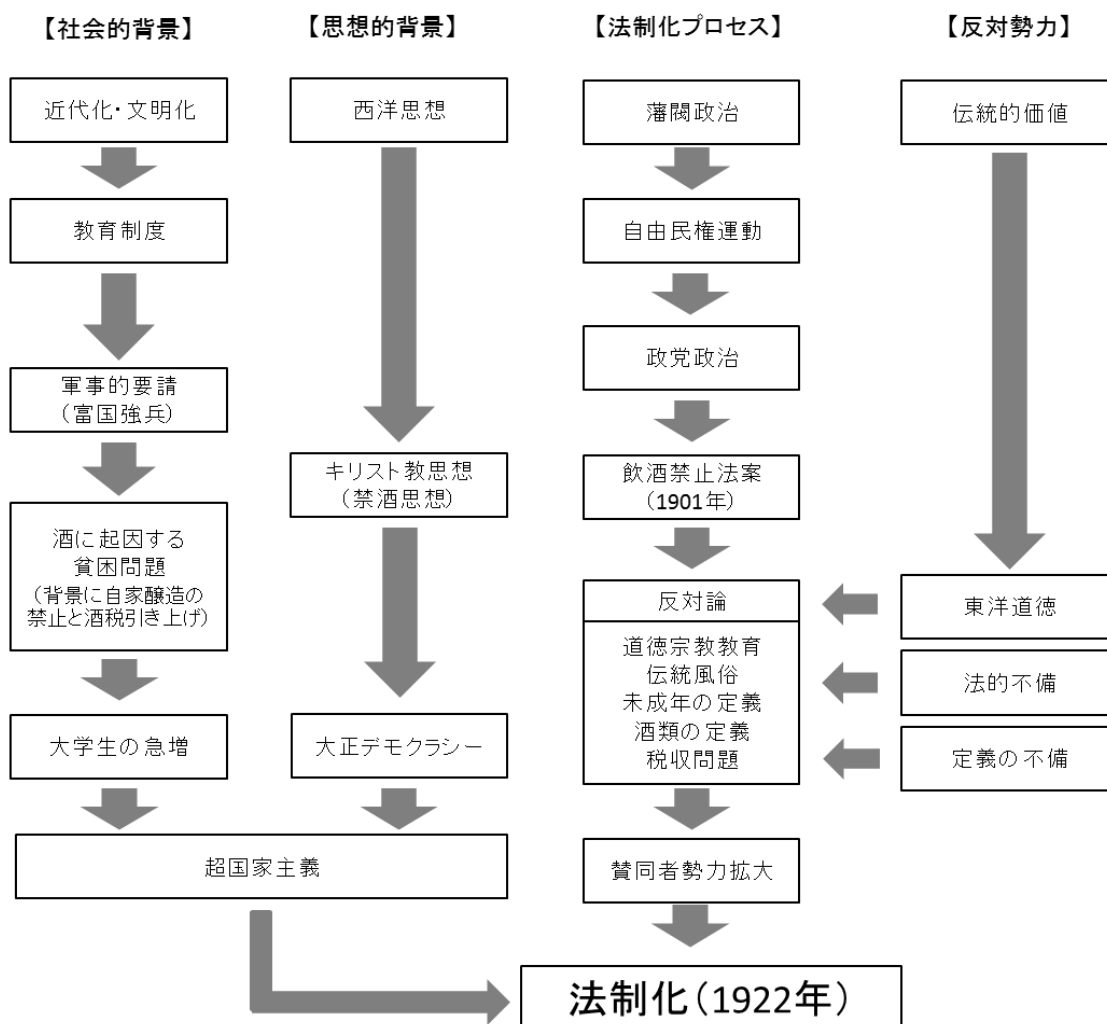 【社会的背景】
近代化・文明化
教育制度
軍事的要請
(富国強兵)
酒に起因する
貧困問題
(背景に自家醸造の
禁止と酒税引き上げ)
大学生の急増
【思想的背景】
西洋思想
キリスト教思想
(禁酒思想)
大正デモクラシー
超国家主義
【法制化プロセス】
藩閥政治
自由民権運動
政党政治
飲酒禁止法案
(1901年)
反対論
道徳宗教教育
伝統風俗
未成年の定義
酒類の定義
税収問題
賛同者勢力拡大
【反対勢力】
伝統的価値
東洋道徳
法的不備
定義の不備
法制化(1922年)